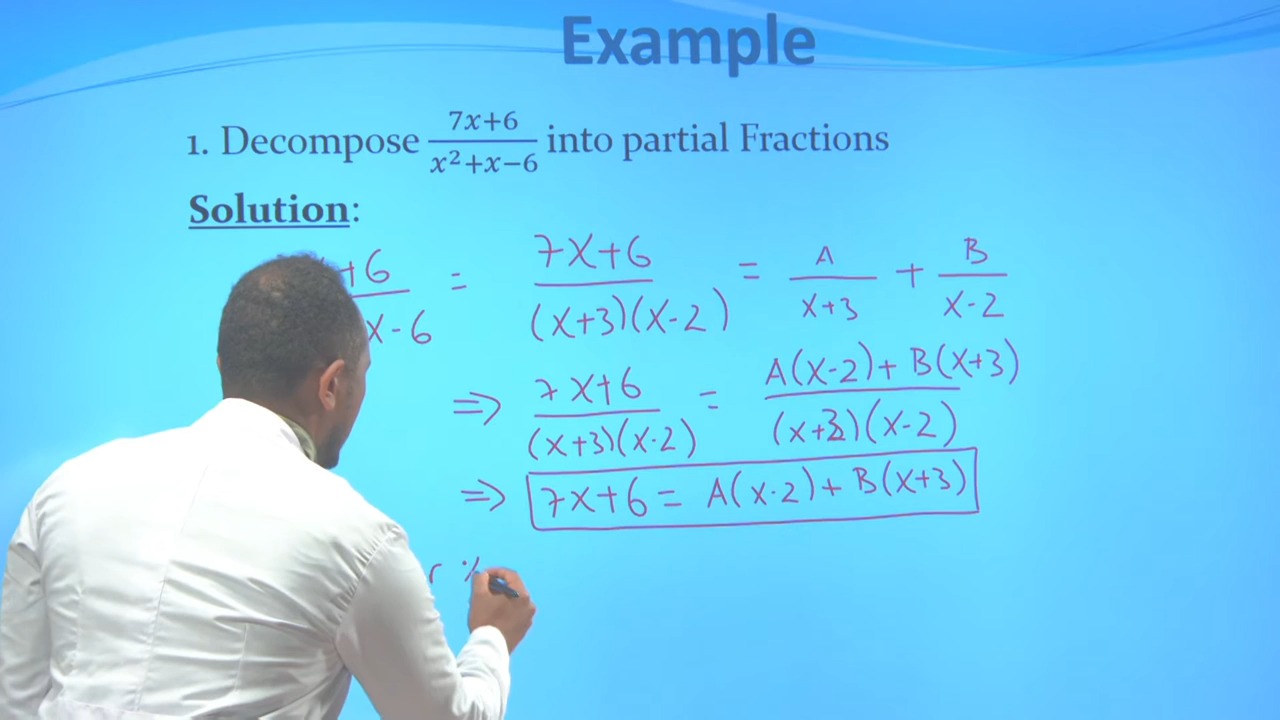 Example
1. Decompose 7x+6/x²+x−6 into partial Fractions
Solution:
+6/x-6 = 7x+6/(x+3)(x-2) = A/x+3 + B/x-2
=> 7x+6/(x+3)(x-2) = A(x-2)+B(x+3)/(x+3)(x-2)
=> 7x+6 = A(x-2)+B(x+3)